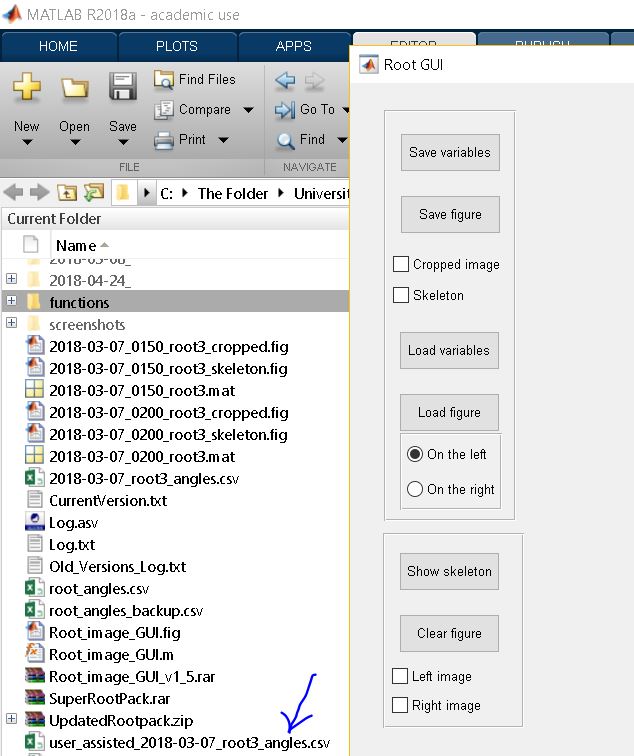 MATLAB R2018a - academic use
HOME PLOTS APPS EDITOR PUBLISH
New
Open
Save
Find Files
Compare
Print
FILE
Go To
Find
NAVIGATE
C: The Folder Universit
Current Folder
Name
2018-03-08_
2018-04-24_
functions
screenshots
2018-03-07_0150_root3_cropped.fig
2018-03-07_0150_root3_skeleton.fig
2018-03-07_0150_root3.mat
2018-03-07_0200_root3_cropped.fig
2018-03-07_0200_root3_skeleton.fig
2018-03-07_0200_root3.mat
2018-03-07_root3_angles.csv
CurrentVersion.txt
Log.asv
Log.txt
Old_Versions_Log.txt
root_angles.csv
root_angles_backup.csv
Root_image_GUI.fig
Root_image_GUI.m
Root_image_GUI_v1_5.rar
SuperRootPack.rar
UpdatedRootpack.zip
user_assisted_2018-03-07_root3_angles.csv
Root GUI
Save variables
Save figure
Cropped image
Skeleton
Load variables
Load figure
On the left
On the right
Show skeleton
Clear figure
Left image
Right image